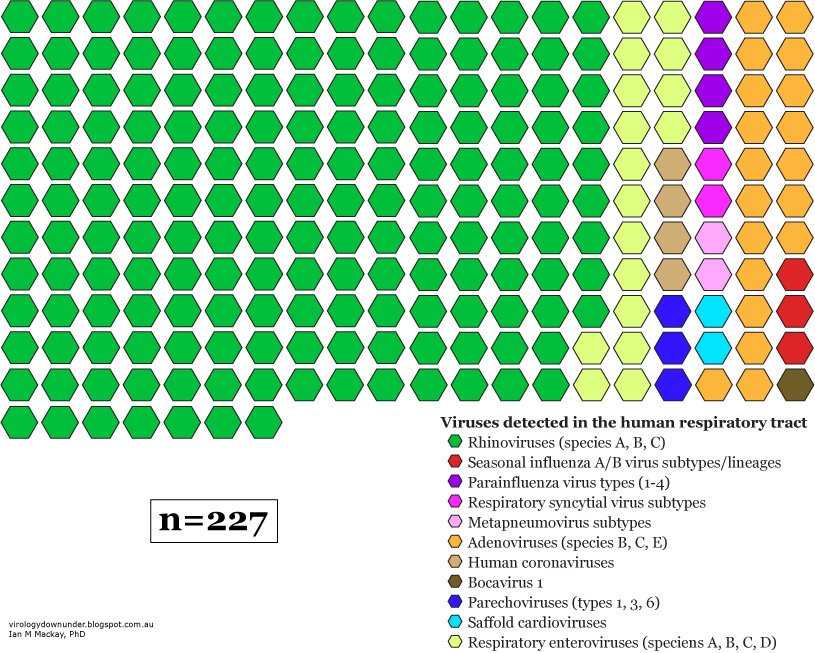 Viruses detected in the human respiratory tract
Rhinoviruses (species A, B, C)
Seasonal influenza A/B virus subtypes/lineages
Parainfluenza virus types (1-4)
Respiratory syncytial virus subtypes
Metapneumovirus subtypes
Adenoviruses (species B, C, E)
Human coronaviruses
Bocavirus 1
Parechoviruses (types 1, 3, 6)
Saffold cardioviruses
Respiratory enteroviruses (speciens A, B, C, D)
n=227
virologydownunder.blogspot.com.au
Ian M Mackay, PhD